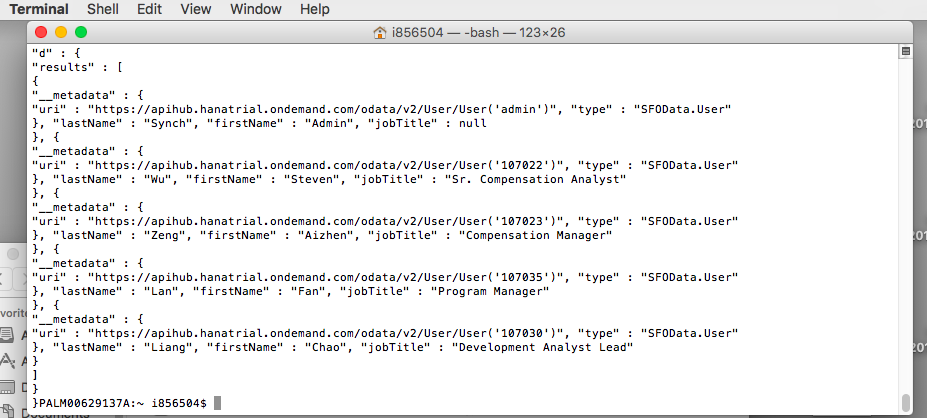 Terminal Shell Edit View Window Help
i856504 — -bash — 123×26
"d" : {
"results" : [
{
"__metadata" : {
"uri" : "https://apihub.hanatrial.ondemand.com/odata/v2/User/User('admin')", "type" : "SFOData.User"
}, "lastName" : "Synch", "firstName" : "Admin", "jobTitle" : null
}, {
"__metadata" : {
"uri" : "https://apihub.hanatrial.ondemand.com/odata/v2/User/User('107022')", "type" : "SFOData.User"
}, "lastName" : "Wu", "firstName" : "Steven", "jobTitle" : "Sr. Compensation Analyst"
}, {
"__metadata" : {
"uri" : "https://apihub.hanatrial.ondemand.com/odata/v2/User/User('107023')", "type" : "SFOData.User"
}, "lastName" : "Zeng", "firstName" : "Aizhen", "jobTitle" : "Compensation Manager"
}, {
"__metadata" : {
"uri" : "https://apihub.hanatrial.ondemand.com/odata/v2/User/User('107035')", "type" : "SFOData.User"
}, "lastName" : "Lan", "firstName" : "Fan", "jobTitle" : "Program Manager"
}, {
"__metadata" : {
"uri" : "https://apihub.hanatrial.ondemand.com/odata/v2/User/User('107030')", "type" : "SFOData.User"
}, "lastName" : "Liang", "firstName" : "Chao", "jobTitle" : "Development Analyst Lead"
}
]
}
}PALM00629137A:~ i856504$